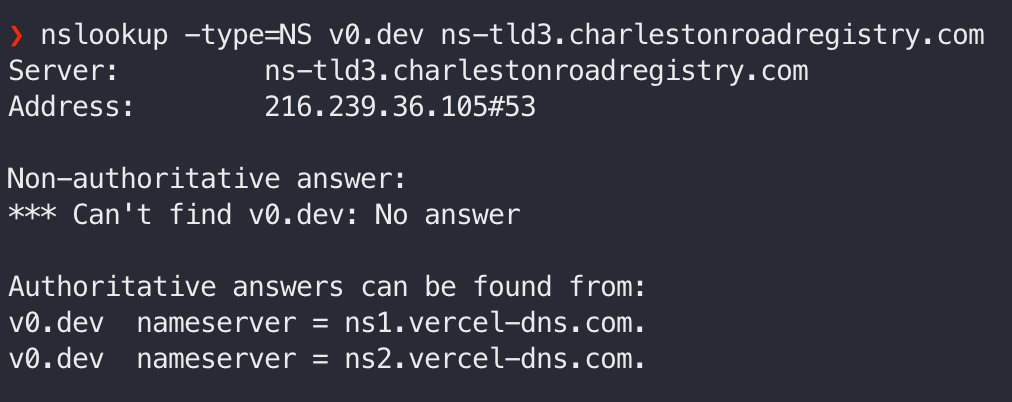 ❯ nslookup -type=NS v0.dev ns-tld3.charlestonroadregistry.com
Server:         ns-tld3.charlestonroadregistry.com
Address:        216.239.36.105#53

Non-authoritative answer:
*** Can't find v0.dev: No answer

Authoritative answers can be found from:
v0.dev  nameserver = ns1.vercel-dns.com.
v0.dev  nameserver = ns2.vercel-dns.com.